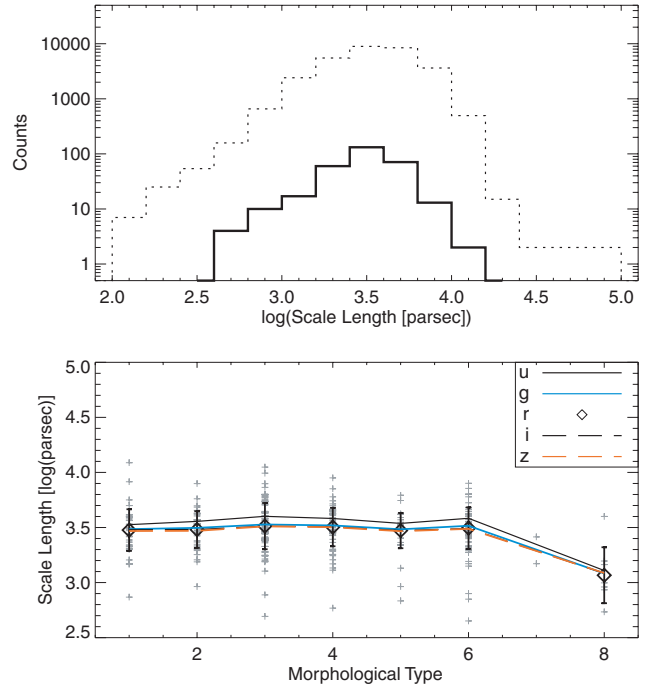 10000
1000
100
10
1
Counts
2.0 2.5 3.0 3.5 4.0 4.5 5.0
log(Scale Length [parsec])
5.0
4.5
4.0
3.5
3.0
2.5
Scale Length [log(parsec)]
u
g
r
i
z
2 4 6 8
Morphological Type